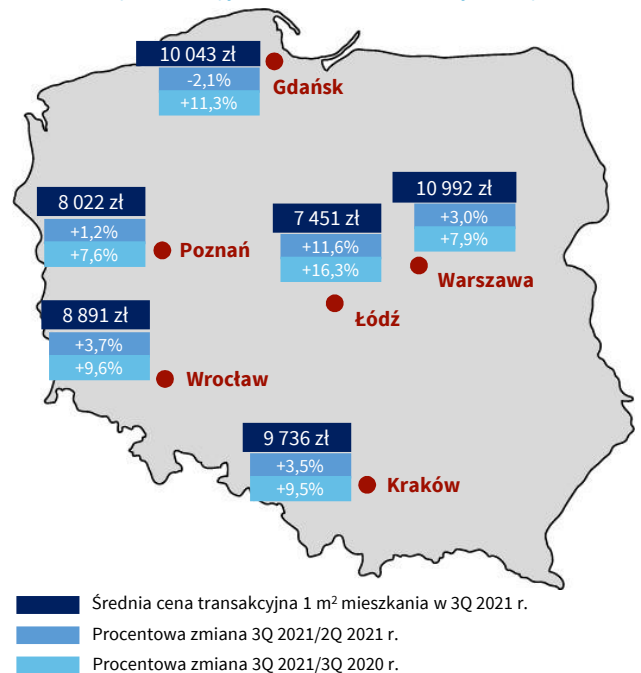 10 043 zł
-2,1%
+11,3%
Gdańsk
8 022 zł
+1,2%
+7,6%
Poznań
7 451 zł
+11,6%
+16,3%
Łódź
10 992 zł
+3,0%
+7,9%
Warszawa
8 891 zł
+3,7%
+9,6%
Wrocław
9 736 zł
+3,5%
+9,5%
Kraków
Średnia cena transakcyjna 1 m² mieszkania w 3Q 2021 r.
Procentowa zmiana 3Q 2021/2Q 2021 r.
Procentowa zmiana 3Q 2021/3Q 2020 r.